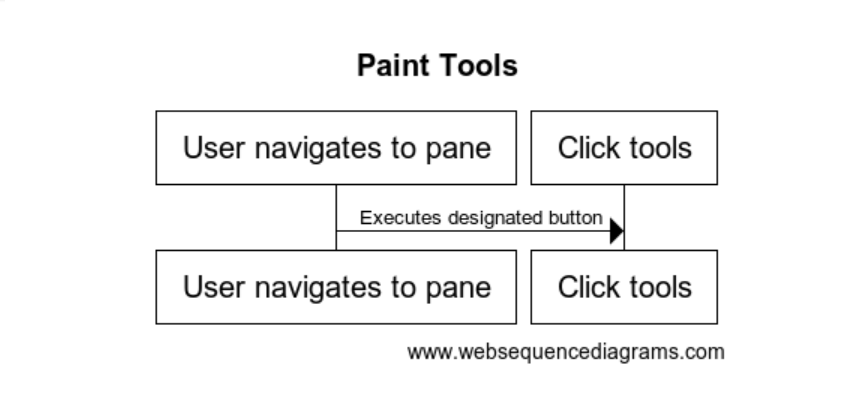 Paint Tools
User navigates to pane
Click tools
Executes designated button
User navigates to pane
Click tools
www.websequencediagrams.com